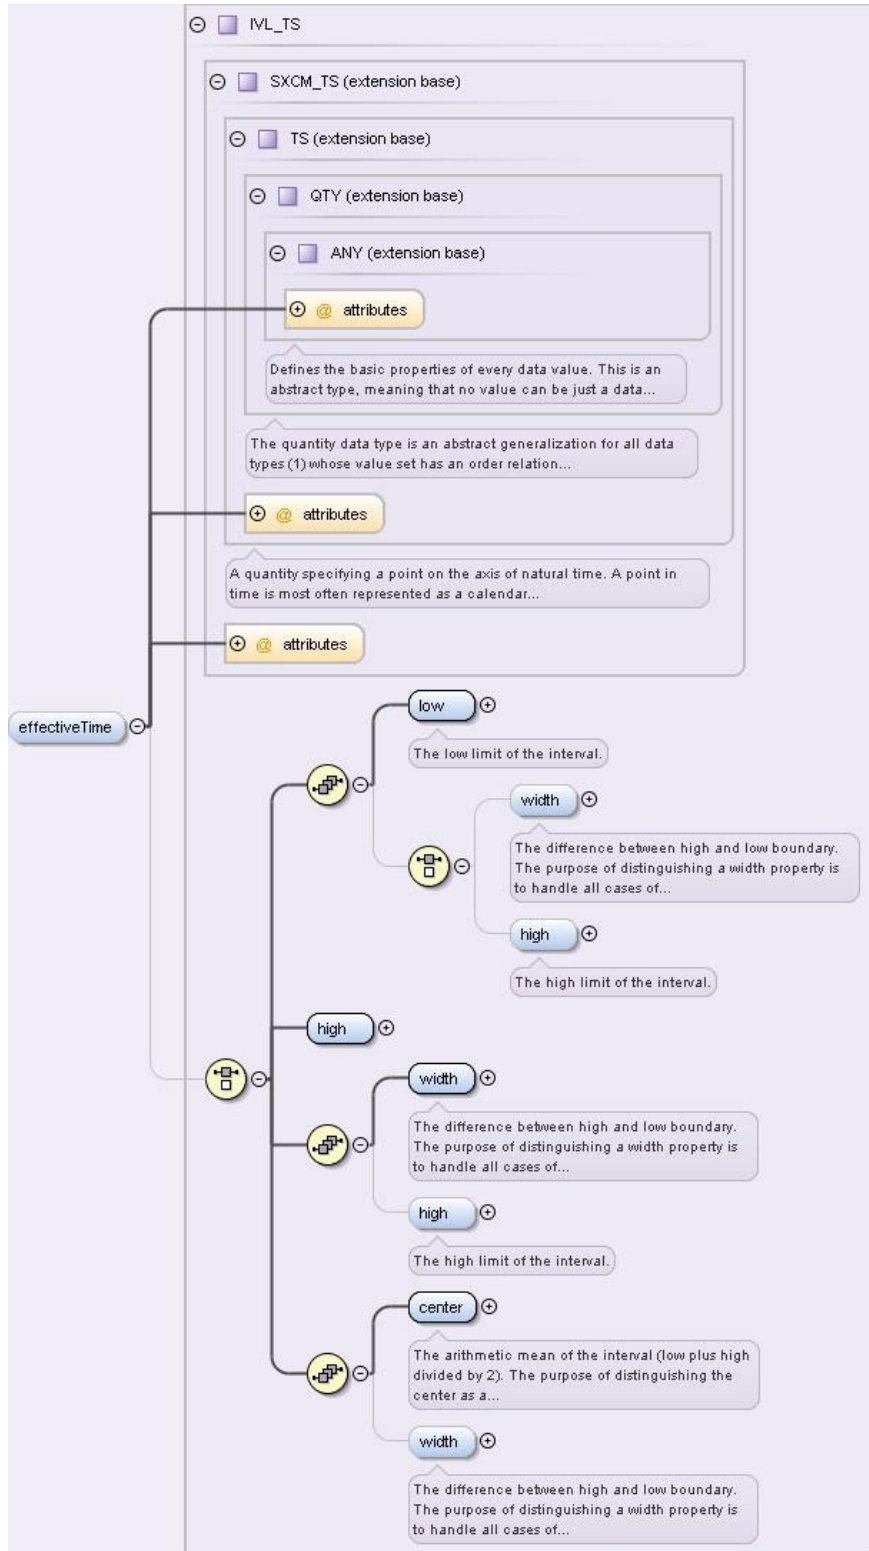 IVL_TS
SXCM_TS (extension base)
TS (extension base)
QTY (extension base)
ANY (extension base)
@ attributes
Defines the basic properties of every data value. This is an
abstract type, meaning that no value can be just a data...
The quantity data type is an abstract generalization for all data
types (1) whose value set has an order relation...
@ attributes
A quantity specifying a point on the axis of natural time. A point in
time is most often represented as a calendar...
@ attributes
effectiveTime
low
The low limit of the interval.
width
The difference between high and low boundary.
The purpose of distinguishing a width property is
to handle all cases of...
high
The high limit of the interval.
high
width
The difference between high and low boundary.
The purpose of distinguishing a width property is
to handle all cases of...
high
The high limit of the interval.
center
The arithmetic mean of the interval (low plus high
divided by 2). The purpose of distinguishing the
center as a...
width
The difference between high and low boundary.
The purpose of distinguishing a width property is
to handle all cases of...